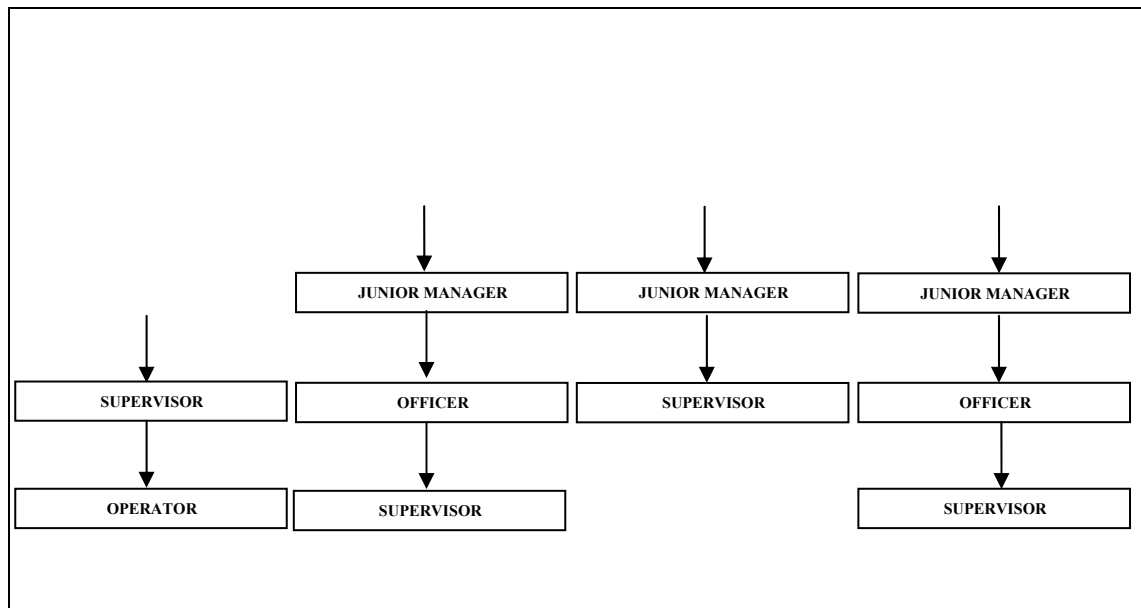 JUNIOR MANAGER
JUNIOR MANAGER
JUNIOR MANAGER
SUPERVISOR
OFFICER
SUPERVISOR
OFFICER
OPERATOR
SUPERVISOR
SUPERVISOR